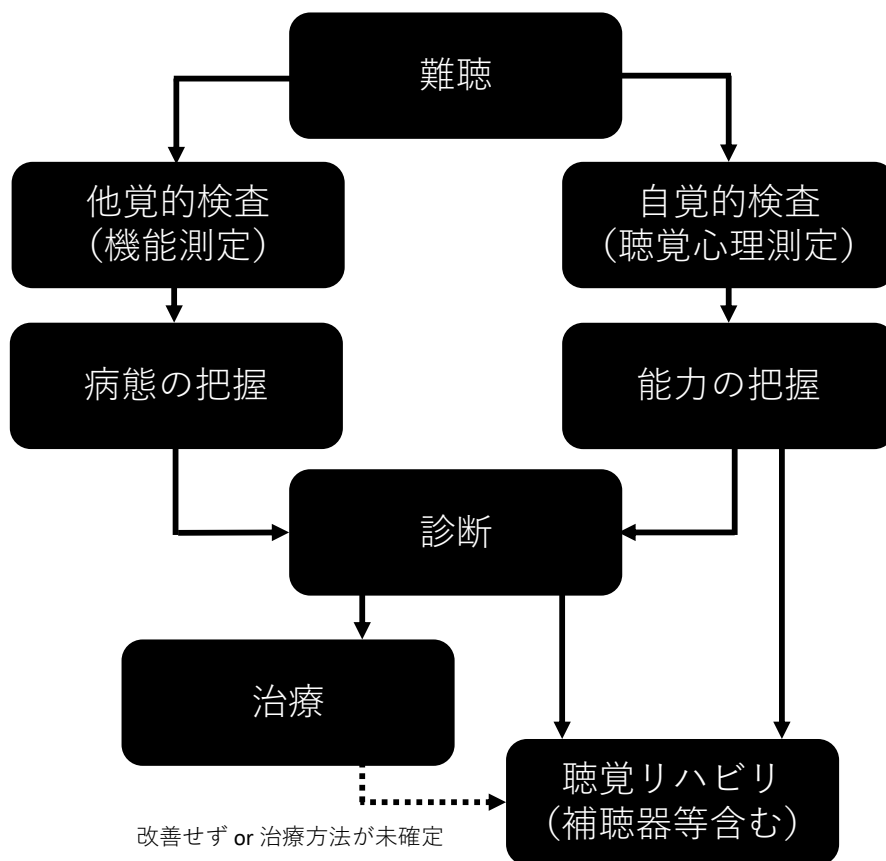 難聴
他覚的検査
（機能測定）
自覚的検査
（聴覚心理測定）
病態の把握
能力の把握
診断
治療
聴覚リハビリ
（補聴器等含む）
改善せず or 治療方法が未確定